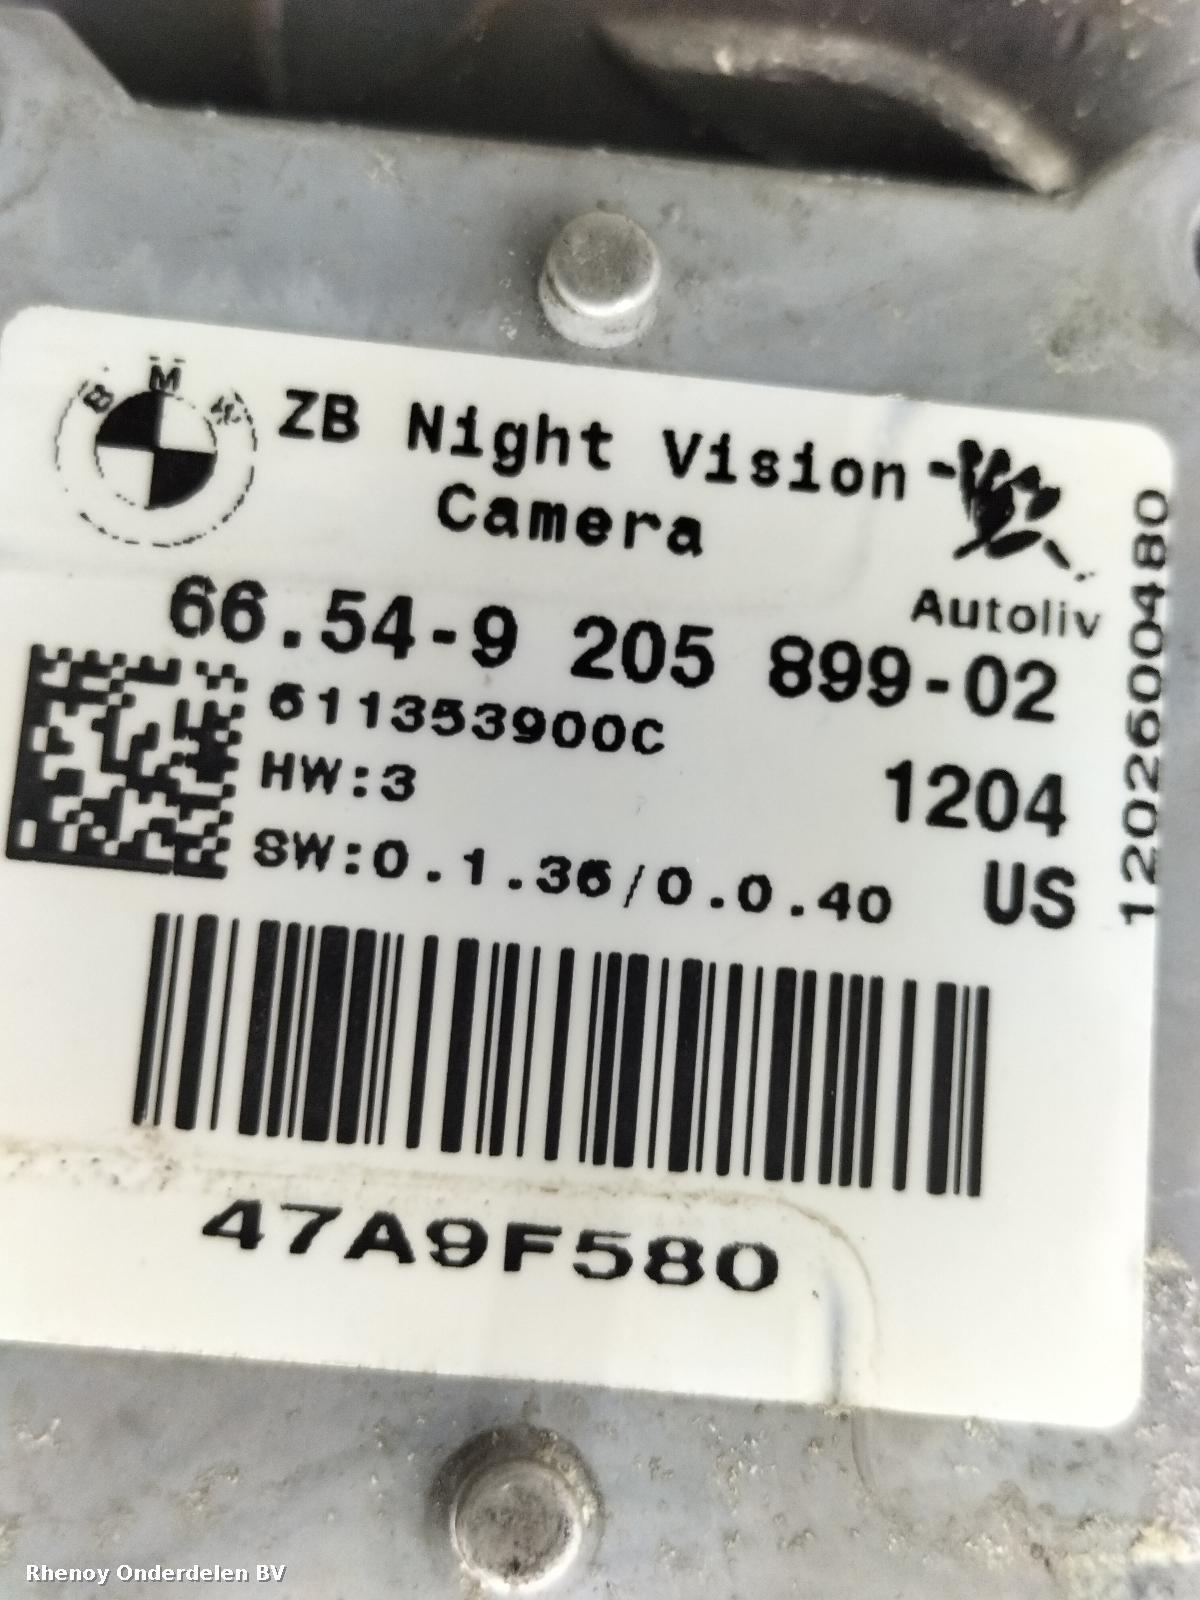 B M W
ZB Night Vision
Camera
Autoliv
66.54-9 205 899-02
611353900C
HW:3
1204
SW:0.1.36/0.0.40
US
1202600480
47A9F580
Rhenoy Onderdelen BV